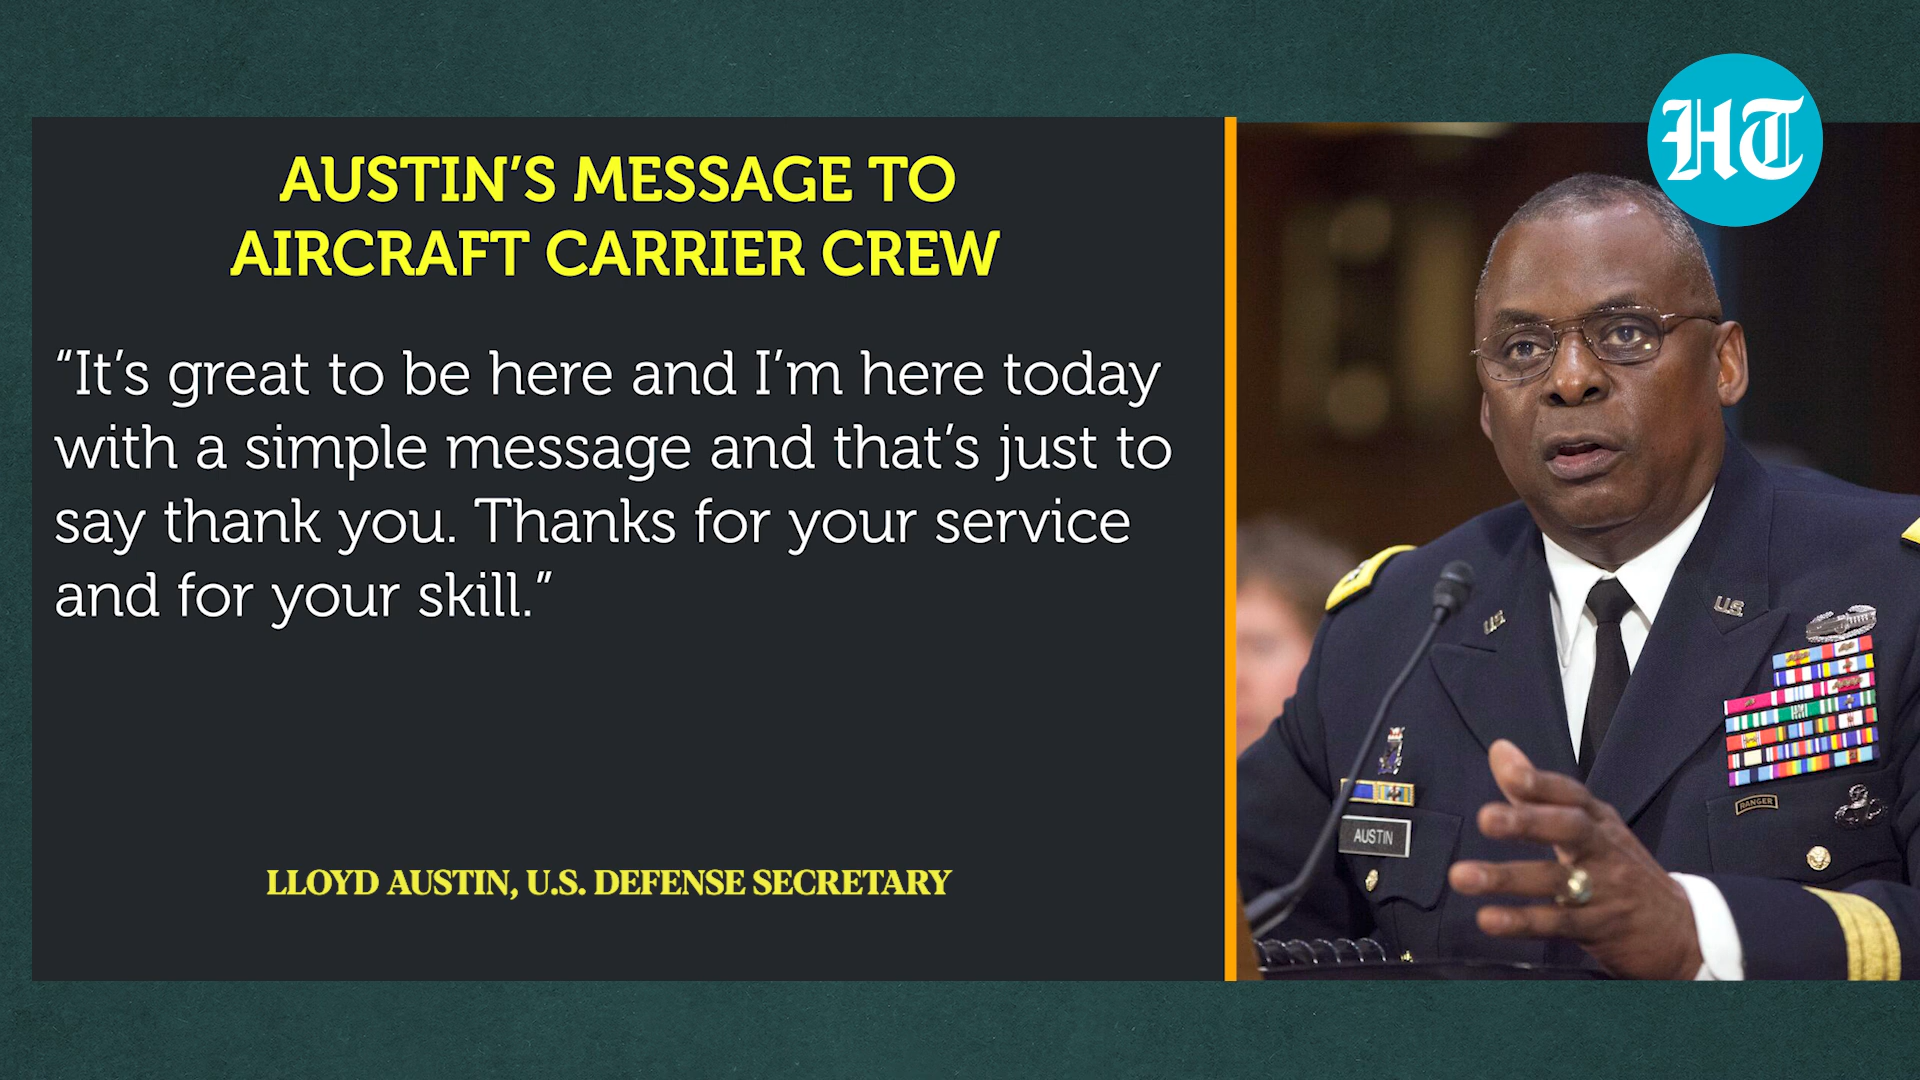 HT
AUSTIN’S MESSAGE TO
AIRCRAFT CARRIER CREW
“It’s great to be here and I’m here today
with a simple message and that’s just to
say thank you. Thanks for your service
and for your skill.”
LLOYD AUSTIN, U.S. DEFENSE SECRETARY
U.S.
U.S.
RANGER
AUSTIN